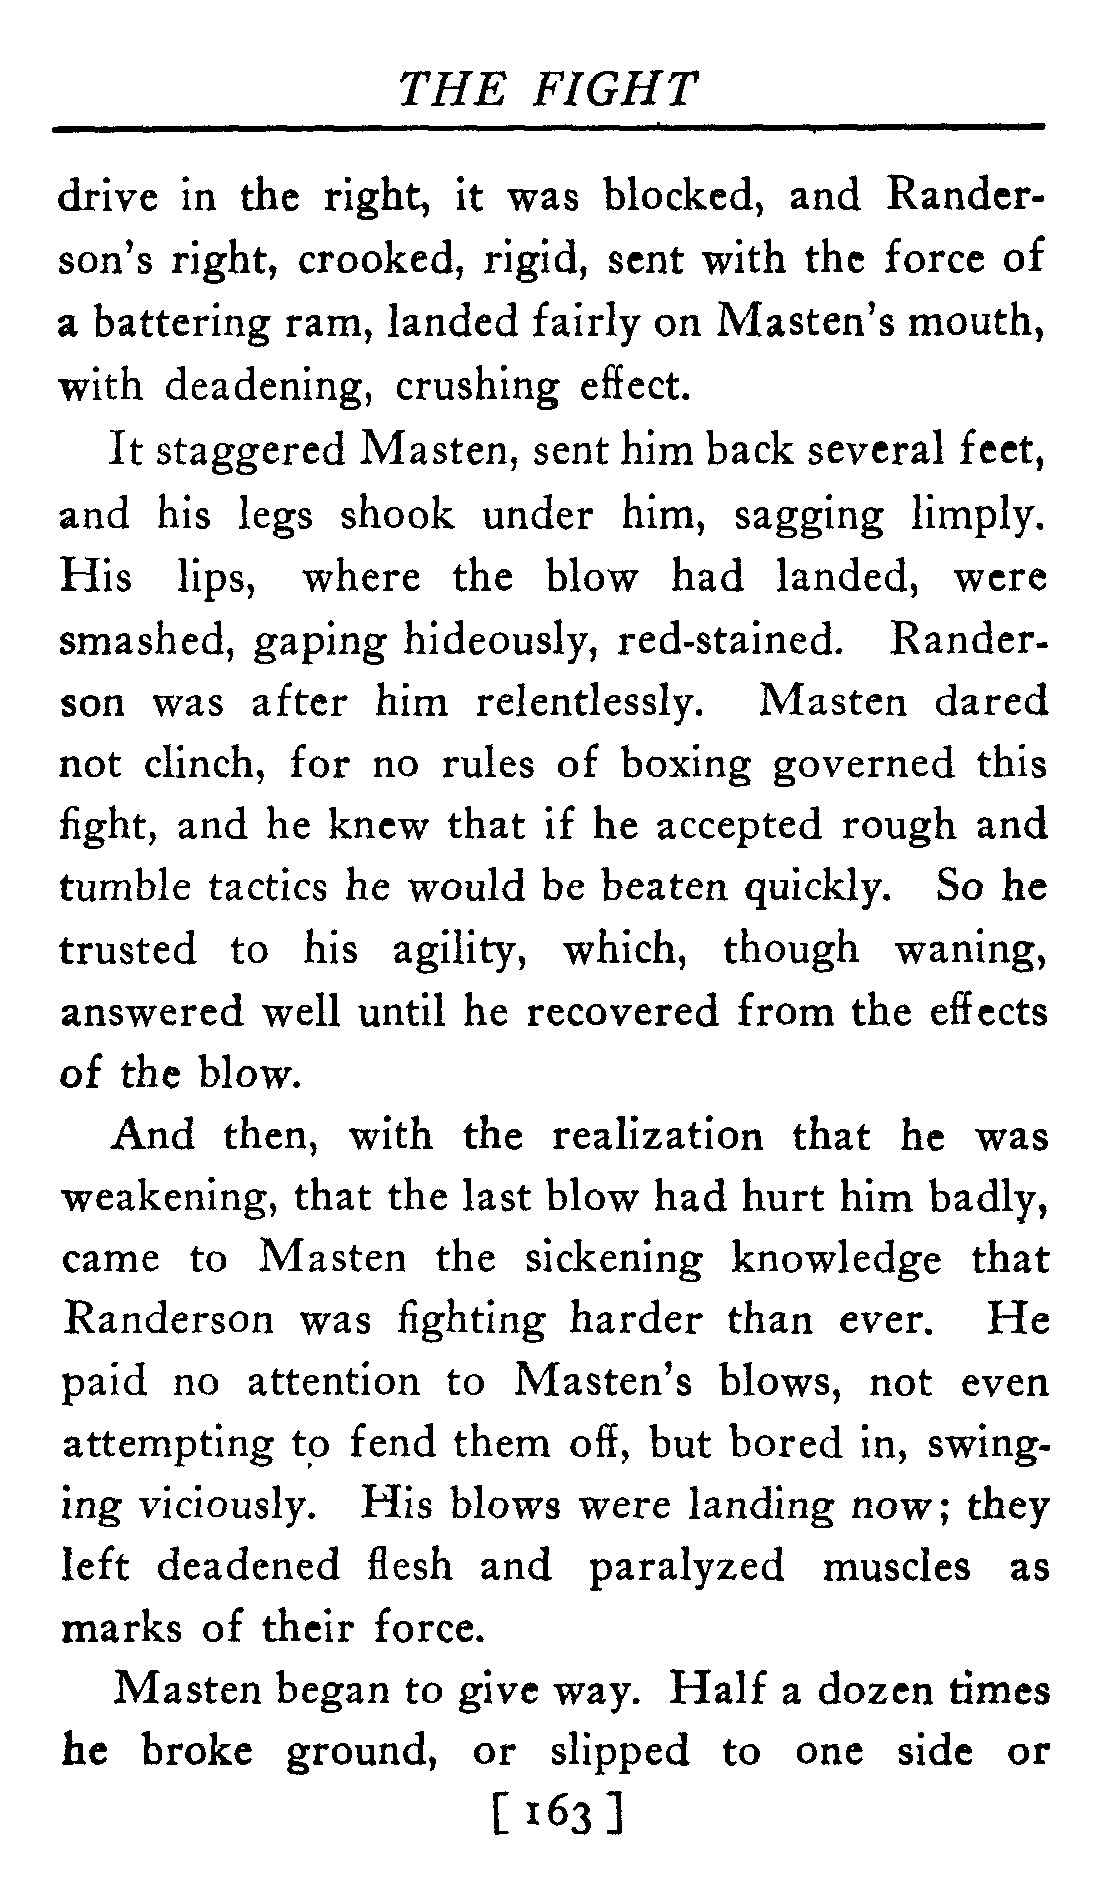 THE FIGHT
drive in the right, it was blocked, and Rander-
son's right, crooked, rigid, sent with the force of
a battering ram, landed fairly on Masten's mouth,
with deadening, crushing effect.
It staggered Masten, sent him back several feet,
and his legs shook under him, sagging limply.
His lips, where the blow had landed, were
smashed, gaping hideously, red-stained. Rander-
son was after him relentlessly. Masten dared
not clinch, for no rules of boxing governed this
fight, and he knew that if he accepted rough and
tumble tactics he would be beaten quickly. So he
trusted to his agility, which, though waning,
answered well until he recovered from the effects
of the blow.
And then, with the realization that he was
weakening, that the last blow had hurt him badly,
came to Masten the sickening knowledge that
Randerson was fighting harder than ever. He
paid no attention to Masten's blows, not even
attempting to fend them off, but bored in, swing-
ing viciously. His blows were landing now; they
left deadened flesh and paralyzed muscles as
marks of their force.
Masten began to give way. Half a dozen times
he broke ground, or slipped to one side or
[ 163 ]